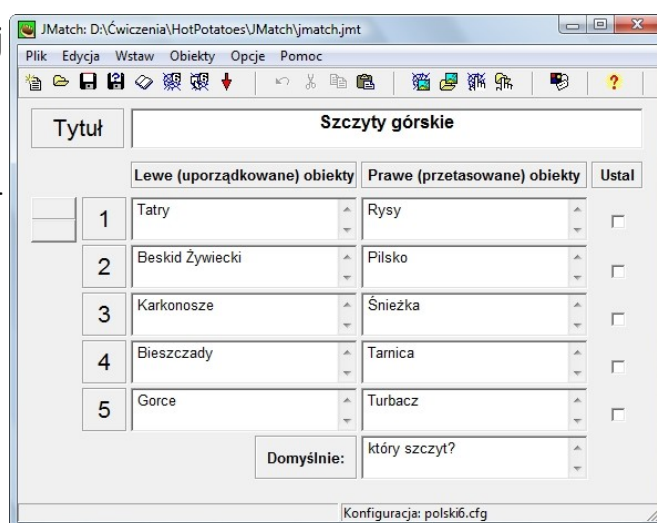 JMatch: D:\Ćwiczenia\HotPotatoes\JMatch\jmatch.jmt
Plik Edycja Wstaw Obiekty Opcje Pomoc
Tytuł Szczyty górskie
Lewe (uporządkowane) obiekty Prawe (przetasowane) obiekty Ustal
1 Tatry Rysy
2 Beskid Żywiecki Pilsko
3 Karkonosze Śnieżka
4 Bieszczady Tarnica
5 Gorce Turbacz
Domyślnie: który szczyt?
Konfiguracja: polski6.cfg